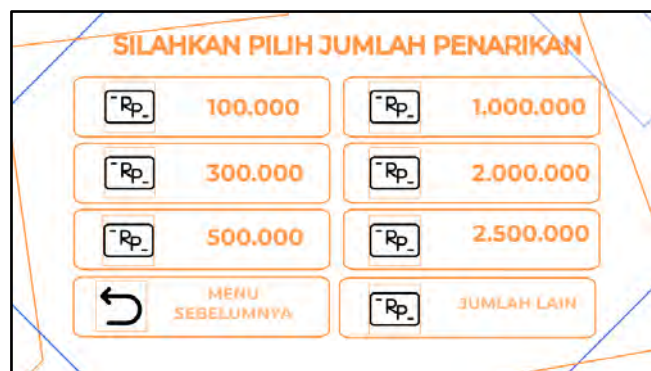 SILAHKAN PILIH JUMLAH PENARIKAN
Rp 100.000
Rp 1.000.000
Rp 300.000
Rp 2.000.000
Rp 500.000
Rp 2.500.000
MENU
SEBELUMNYA
Rp JUMLAH LAIN